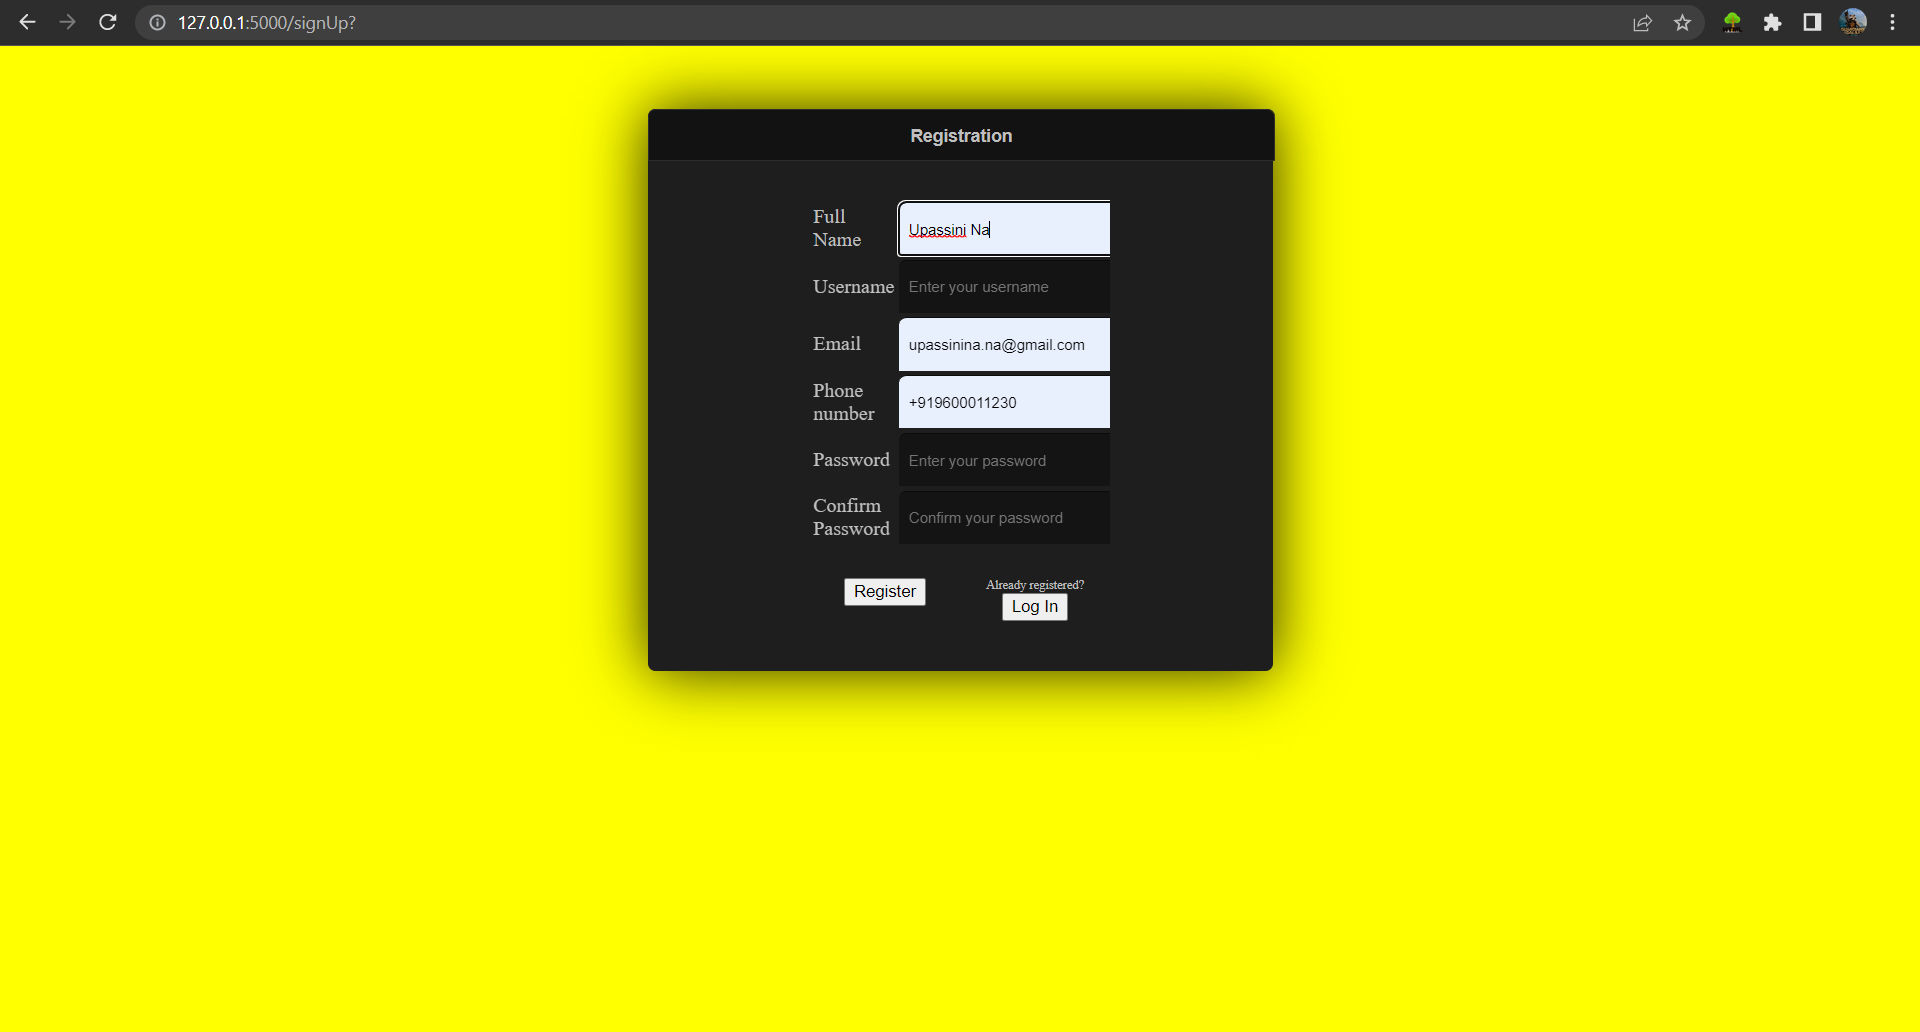 127.0.0.1:5000/signUp?
Registration
Full
Name
Upassini Na
Username
Enter your username
Email
upassinina.na@gmail.com
Phone
number
+919600011230
Password
Enter your password
Confirm
Password
Confirm your password
Register
Already registered?
Log In